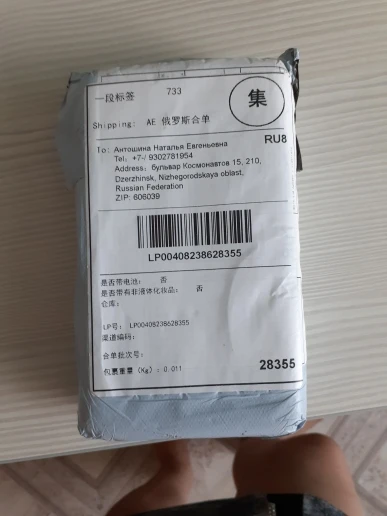 一段标签 733
集
Shipping: AE 俄罗斯合单
RU8
To: Антошина Наталья Евгеньевна
Tel: +7-/ 9302781954
Address: бульвар Космонавтов 15, 210,
Dzerzhinsk, Nizhegorodskaya oblast,
Russian Federation
ZIP: 606039
LP00408238628355
是否带电池: 否
是否带有非液体化妆品: 否
仓库:
LP号: LP00408238628355
渠道编码:
合单批次号:
包裹重量 (Kg): 0.011
28355